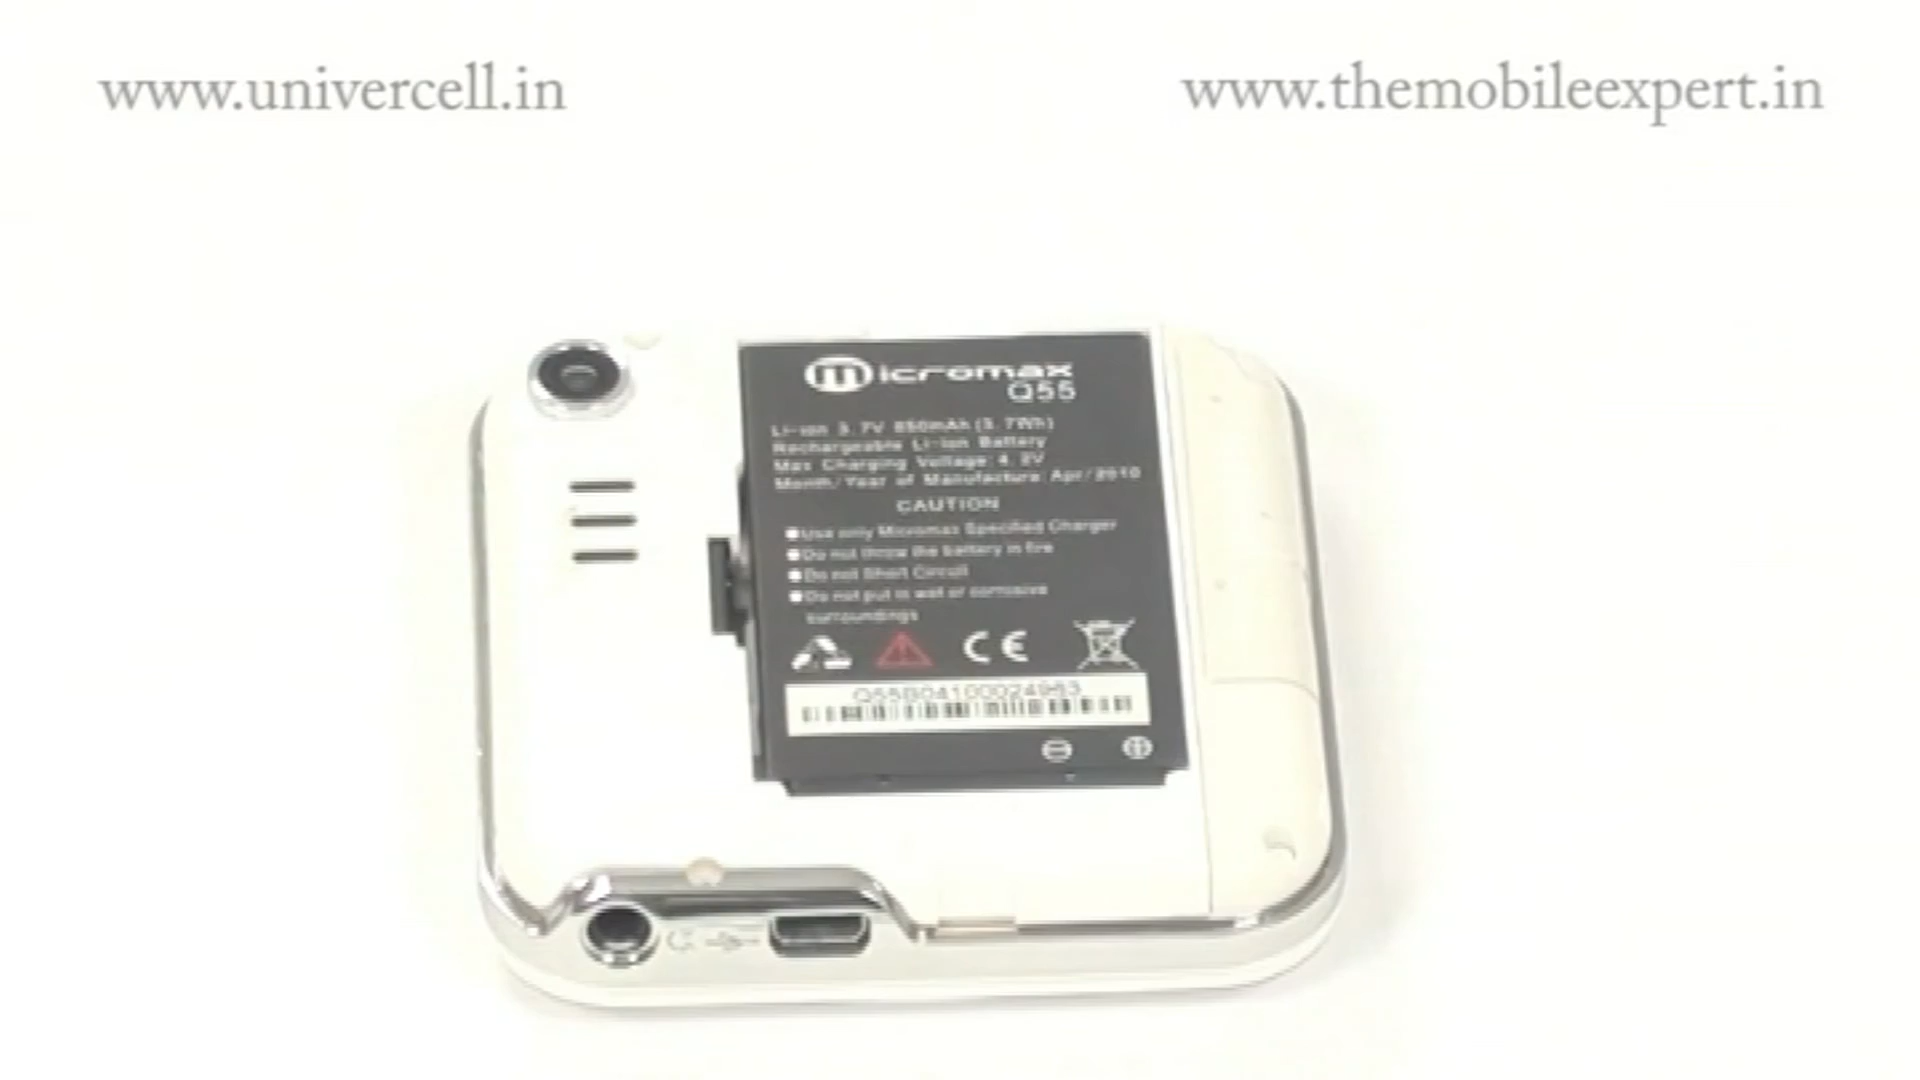 www.univercell.in
www.themobileexpert.in
micromax
Q55
Li-ion 3.7V 850mAh (3.7Wh)
Rechargeable Li-ion Battery
Max Charging Voltage: 4.2V
Month/Year of Manufacture: Apr/2010
CAUTION
Use only Micromax Specified Charger
Do not throw the battery in fire
Do not Short Circuit
Do not put in wet or corrosive
surroundings
CE
Q55B04100024983